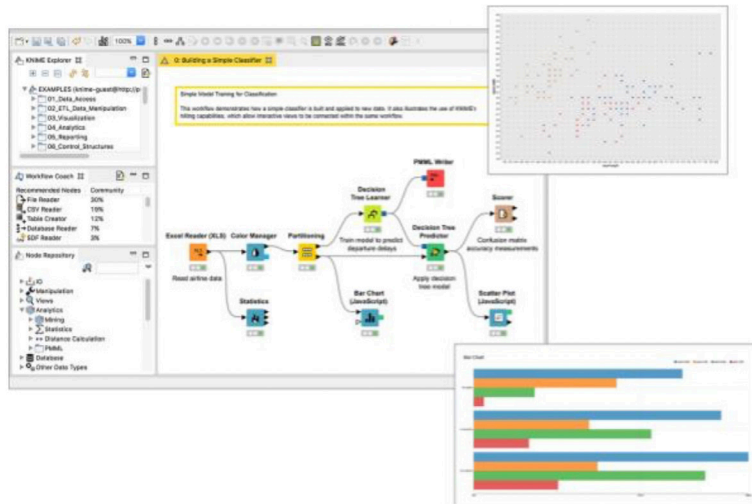 100%
KNIME Explorer
0: Building a Simple Classifier
EXAMPLES (knime-guest@http://p
01_Data_Access
02_ETL_Data_Manipulation
03_Visualization
04_Analytics
05_Reporting
06_Control_Structures
Simple Model Training for Classification
This workflow demonstrates how a simple classifier is built and applied to new data. It also illustrates the use of KNIME's
hiliting capabilities, which allow interactive views to be connected within the same workflow.
Workflow Coach
Recommended Nodes Community
File Reader 30%
CSV Reader 19%
Table Creator 12%
Database Reader 7%
SDF Reader 3%
Node Repository
IO
Manipulation
Views
Analytics
Mining
Statistics
Distance Calculation
PMML
Database
Other Data Types
PMML Writer
Decision
Tree Learner
Train model to predict
departure delays
Scorer
Confusion matrix
accuracy measurements
Excel Reader (XLS)
Read airline data
Color Manager
Partitioning
Decision Tree
Predictor
Apply decision
tree model
Statistics
Bar Chart
(JavaScript)
Scatter Plot
(JavaScript)
Bar Chart